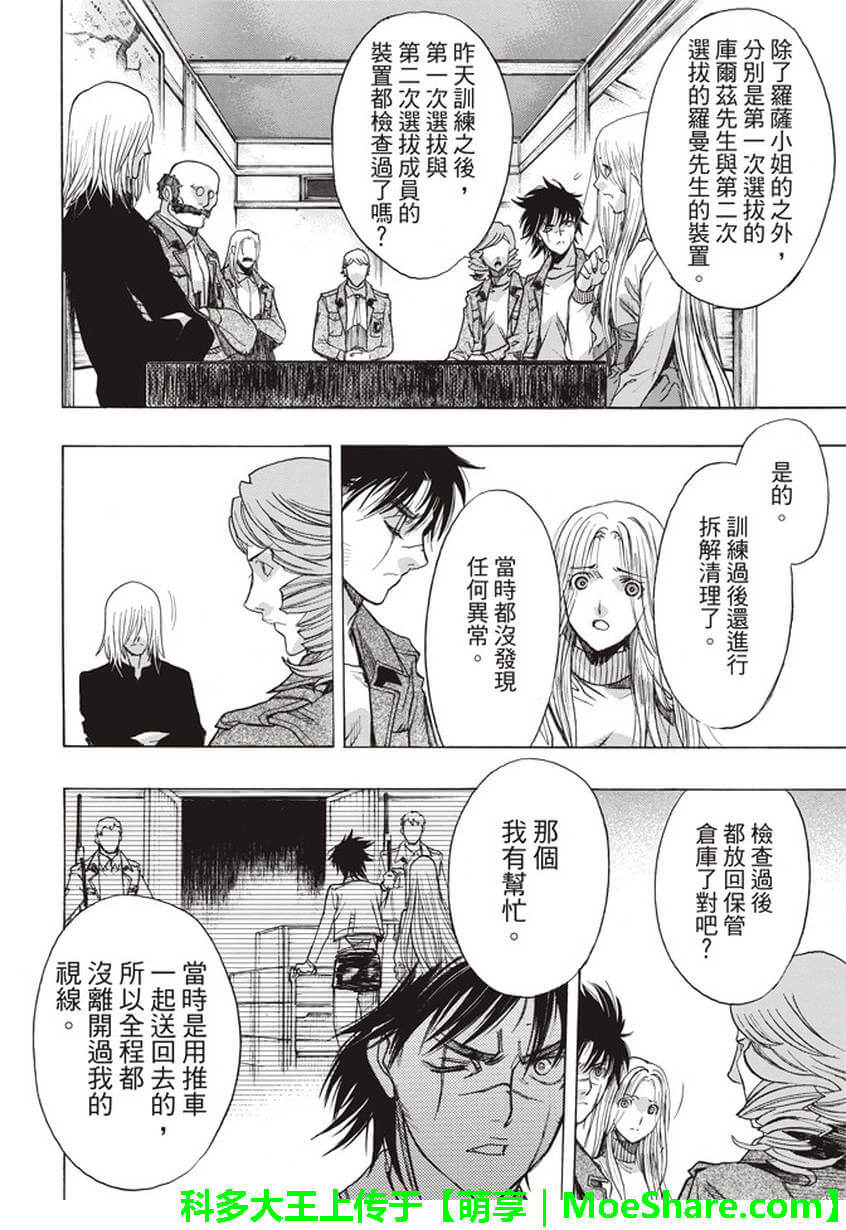 除了羅薩小姐的之外，
分別是第一次選拔的
庫爾茲先生與第二次
選拔的羅曼先生的裝置。
昨天訓練之後，
第一次選拔與
第二次選拔成員的
裝置都檢查過了嗎？
是的。
訓練過後還進行
拆解清理了。
當時都沒發現
任何異常。
檢查過後
都放回保管
倉庫了對吧？
那個
我有幫忙。
當時是用推車
一起送回去的，
所以全程都
沒離開過我的
視線。
科多大王上传于【萌享｜MoeShare.com】